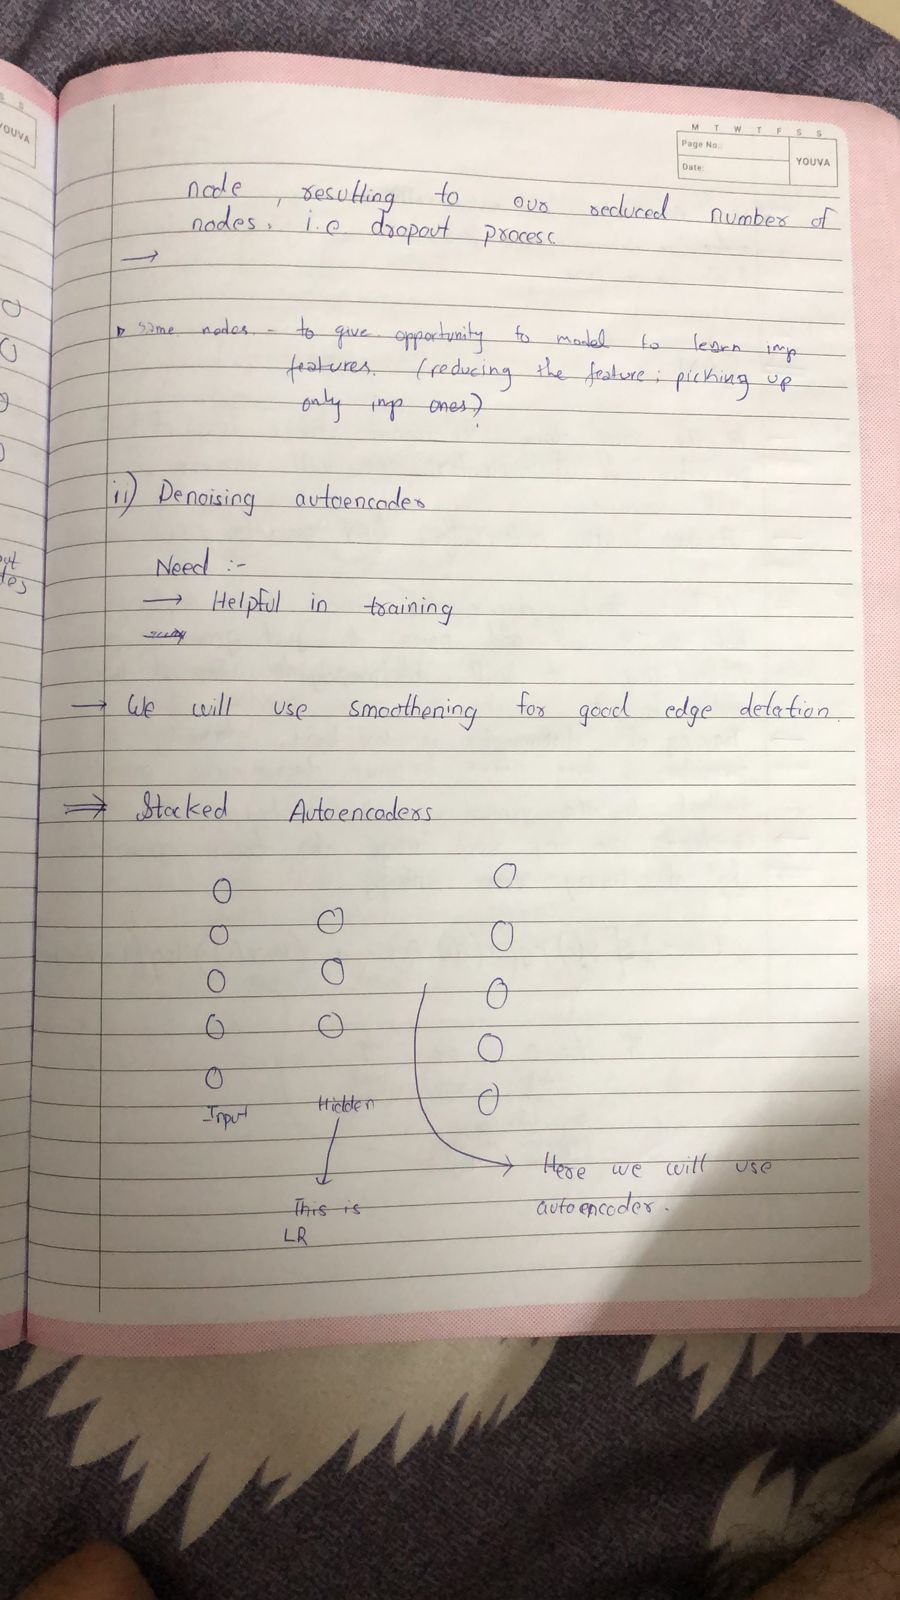 YOUVA
M T W T F S S
Page No.:
Date:
YOUVA
node, resulting to our reduced number of
nodes. i.e dropout process
→
some nodes - to give opportunity to model to learn imp
features. (reducing the feature; picking up
only imp ones)
ii) Denoising autoencoder
Need :-
→ Helpful in training
→ We will use smoothening for good edge detation.
⇒ Stacked Autoencoders
Input Hidden
This is
LR
Here we will use
autoencoder.